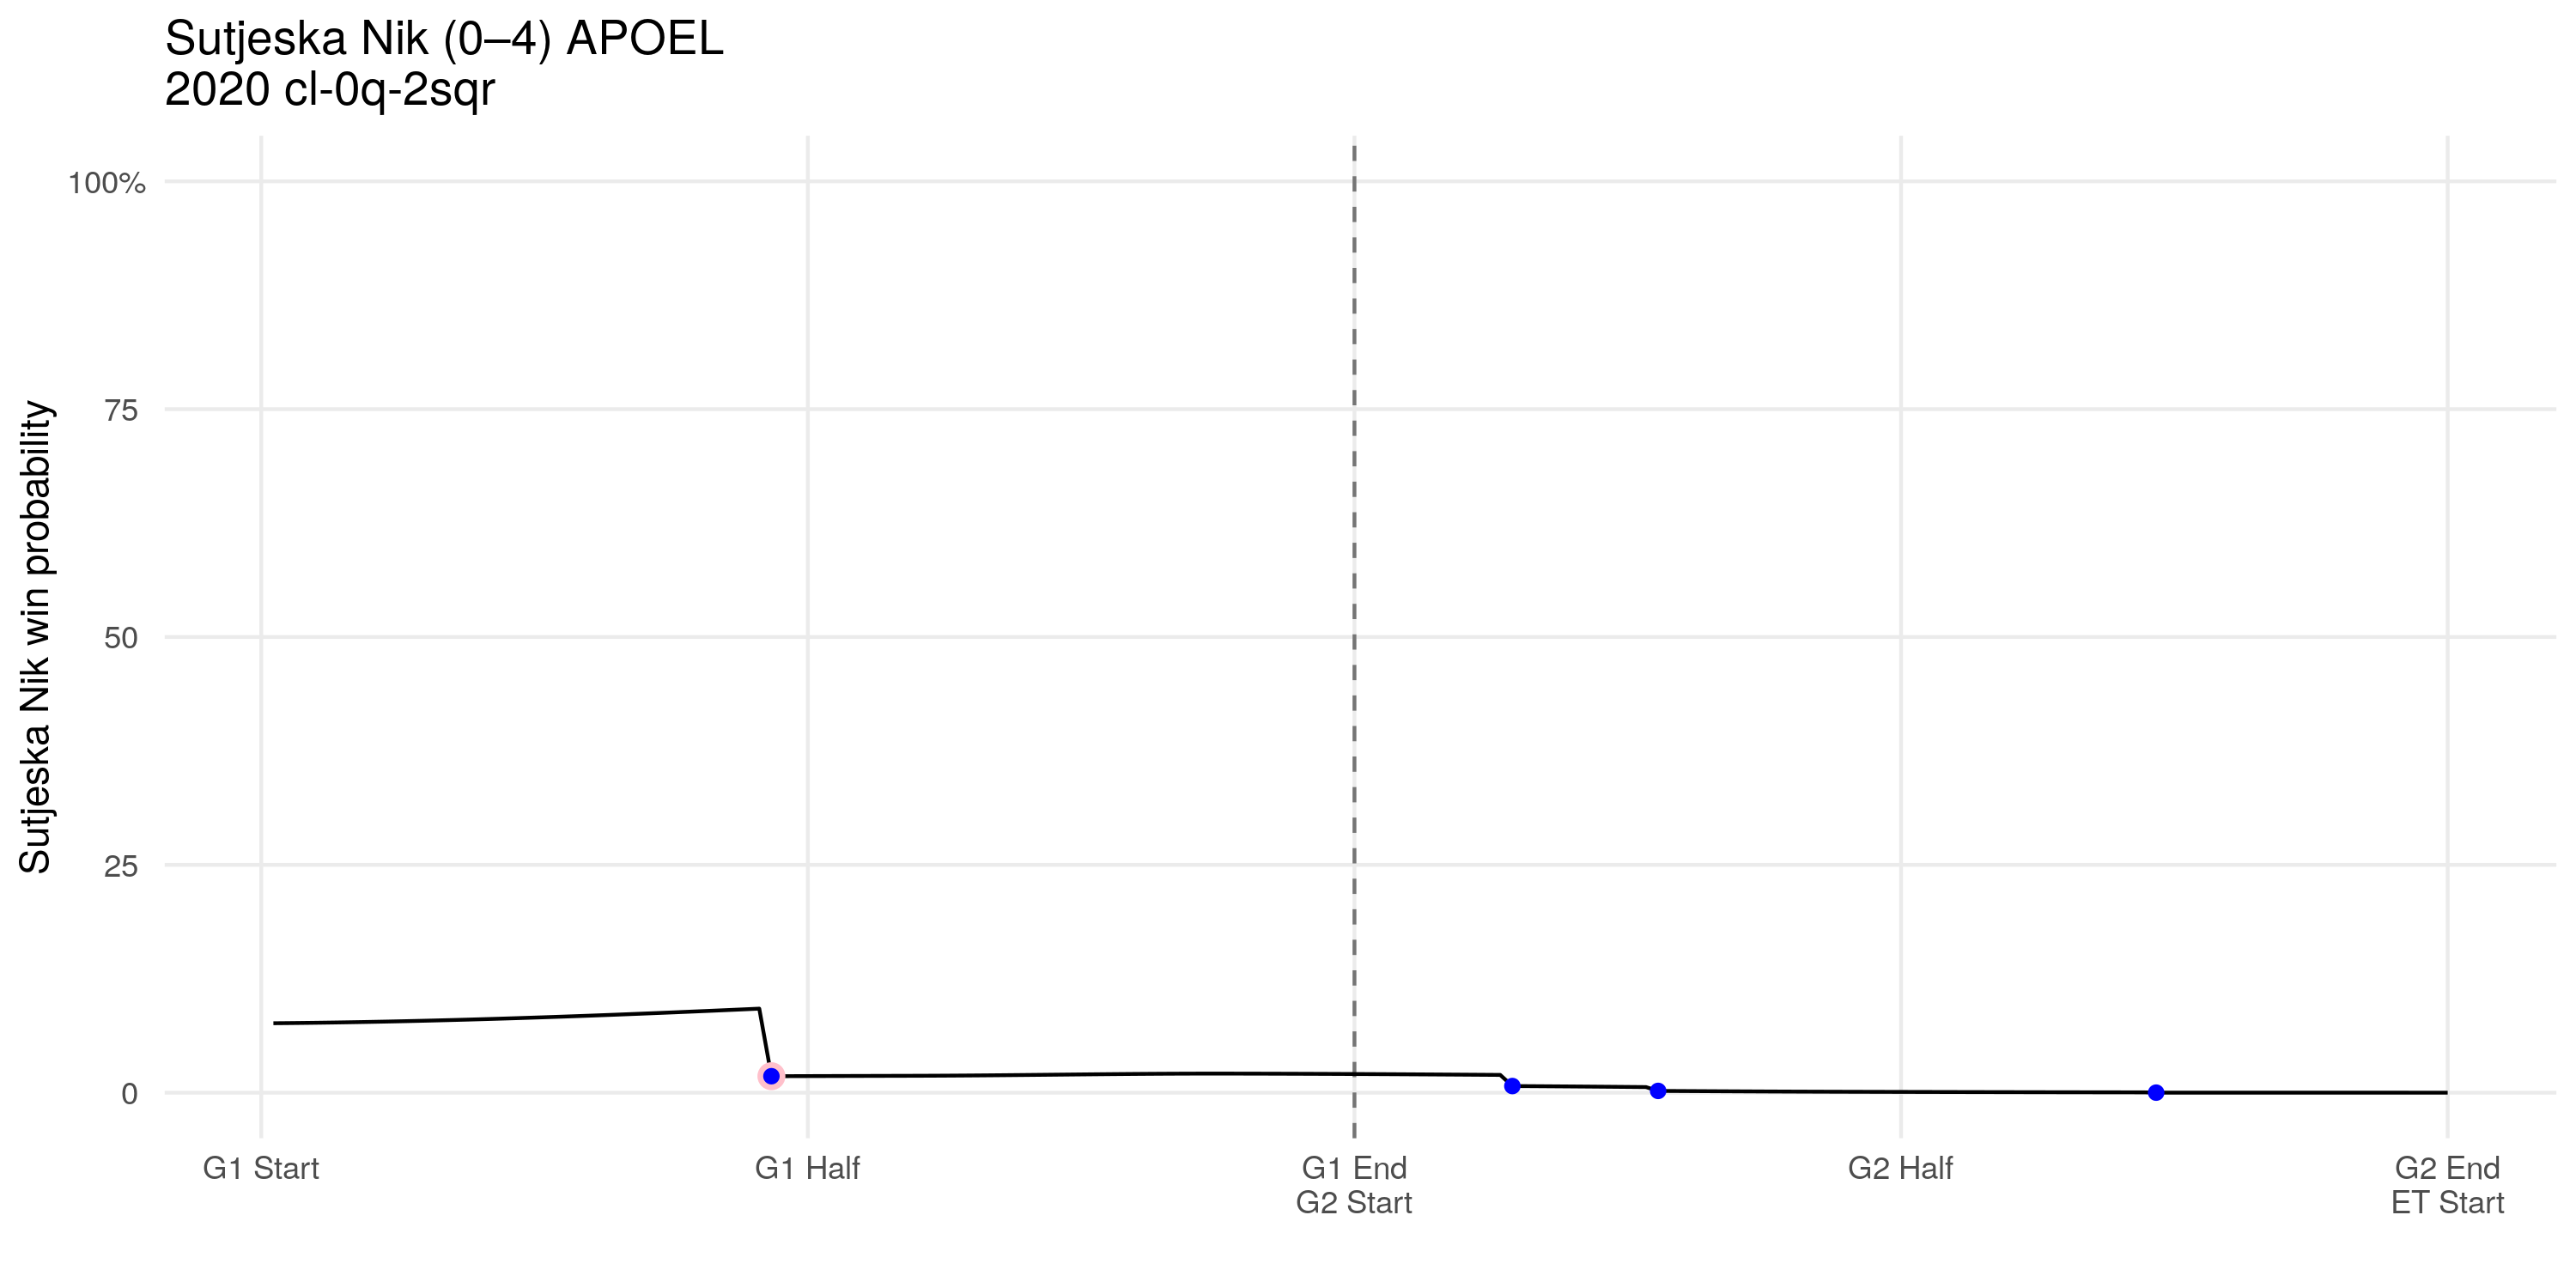 Sutjeska Nik (0–4) APOEL
2020 cl-0q-2sqr
Sutjeska Nik win probability
100%
75
50
25
0
G1 Start
G1 Half
G1 End
G2 Start
G2 Half
G2 End
ET Start